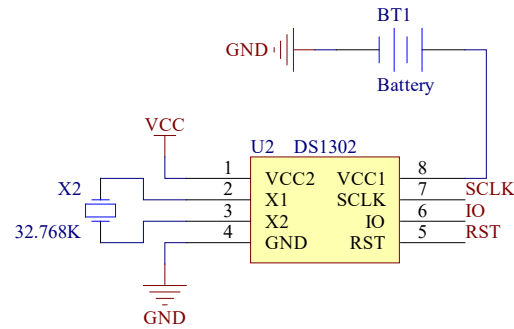 BT1
GND
Battery
VCC
U2 DS1302
1 VCC2 VCC1 8
X2 2 X1 SCLK 7 SCLK
32.768K 3 X2 IO 6 IO
4 GND RST 5 RST
GND